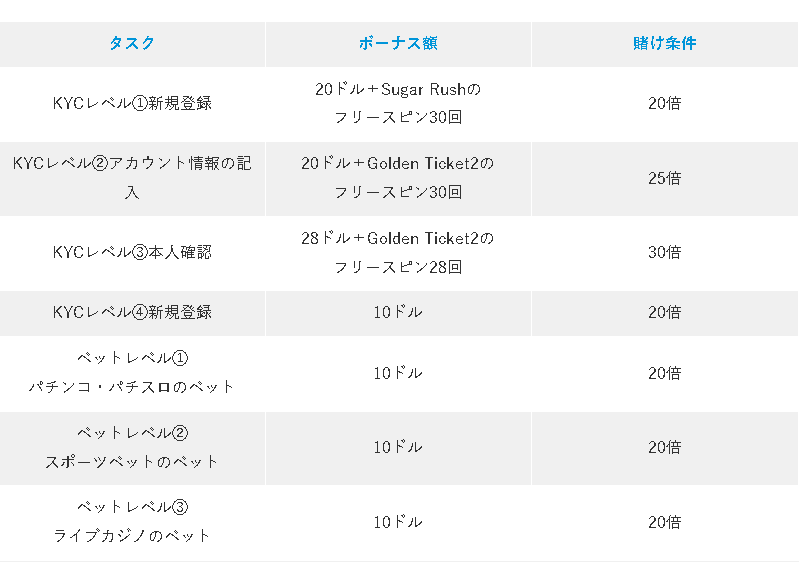 タスク ボーナス額 賭け条件
KYCレベル①新規登録 20ドル＋Sugar Rushの
フリースピン30回 20倍
KYCレベル②アカウント情報の記
入 20ドル＋Golden Ticket2の
フリースピン30回 25倍
KYCレベル③本人確認 28ドル＋Golden Ticket2の
フリースピン28回 30倍
KYCレベル④新規登録 10ドル 20倍
ベットレベル①
パチンコ・パチスロのベット 10ドル 20倍
ベットレベル②
スポーツベットのベット 10ドル 20倍
ベットレベル③
ライブカジノのベット 10ドル 20倍